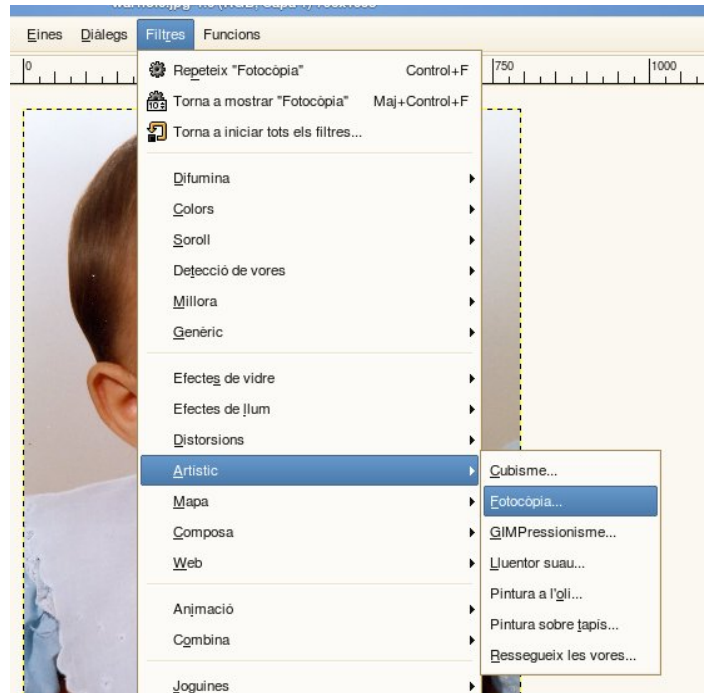 Eines Diàlegs Filtres Funcions
0 750 1000
Repeteix "Fotocòpia" Control+F
Torna a mostrar "Fotocòpia" Maj+Control+F
Torna a iniciar tots els filtres...
Difumina
Colors
Soroll
Detecció de vores
Millora
Genèric
Efectes de vidre
Efectes de llum
Distorsions
Artístic
Cubisme...
Mapa
Fotocòpia...
Composa
GIMPressionisme...
Web
Lluentor suau...
Pintura a l'oli...
Animació
Pintura sobre tapís...
Combina
Ressegueix les vores...
Joguines